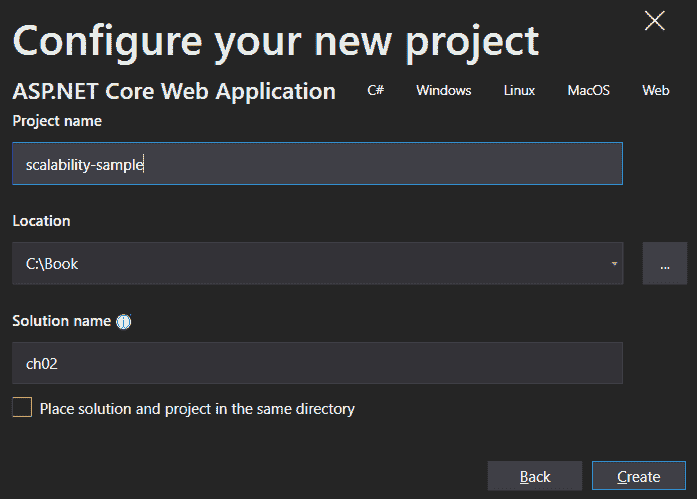 Configure your new project
ASP.NET Core Web Application C# Windows Linux MacOS Web
Project name
scalability-sample
Location
C:\Book
...
Solution name
ch02
Place solution and project in the same directory
Back Create